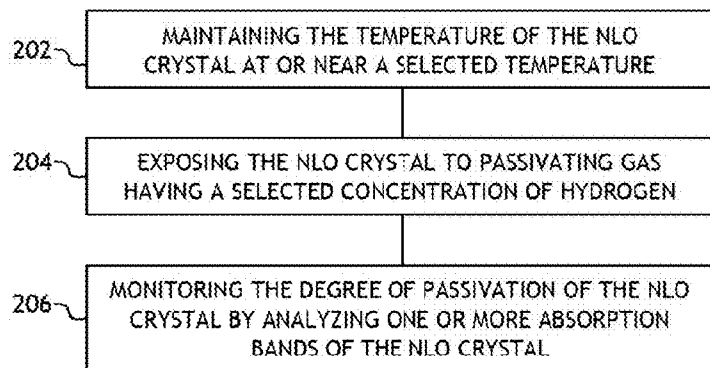 202
MAINTAINING THE TEMPERATURE OF THE NLO
CRYSTAL AT OR NEAR A SELECTED TEMPERATURE
204
EXPOSING THE NLO CRYSTAL TO PASSIVATING GAS
HAVING A SELECTED CONCENTRATION OF HYDROGEN
206
MONITORING THE DEGREE OF PASSIVATION OF THE NLO
CRYSTAL BY ANALYZING ONE OR MORE ABSORPTION
BANDS OF THE NLO CRYSTAL